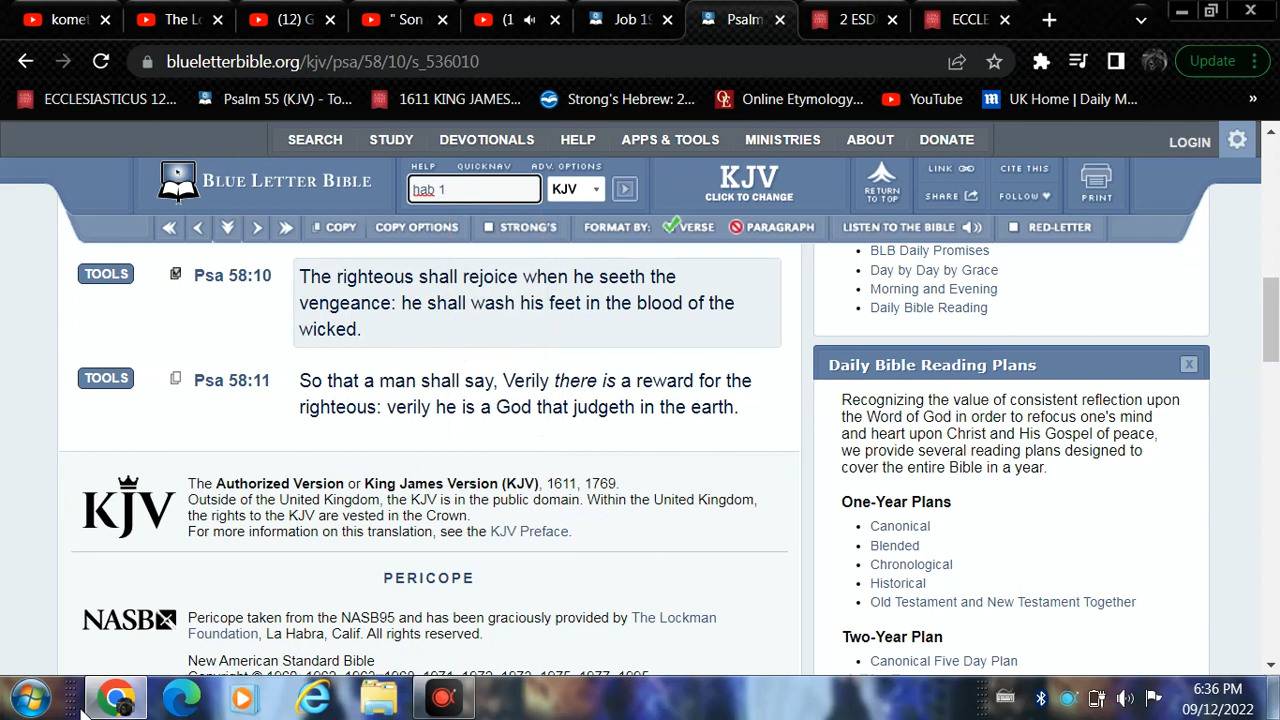 komet
The Lo
(12) G
" Son
(1
Job 19
Psalm
2 ESD
ECCLE
blueletterbible.org/kjv/psa/58/10/s_536010
Update
ECCLESIASTICUS 12...
Psalm 55 (KJV) - To...
1611 KING JAMES...
Strong's Hebrew: 2...
Online Etymology...
YouTube
UK Home | Daily M...
»
SEARCH STUDY DEVOTIONALS HELP APPS & TOOLS MINISTRIES ABOUT DONATE
LOGIN
HELP QUICKNAV ADV. OPTIONS
BLUE LETTER BIBLE
hab 1
KJV
KJV
CLICK TO CHANGE
RETURN
TO TOP
LINK
CITE THIS
SHARE
FOLLOW
PRINT
COPY COPY OPTIONS STRONG'S FORMAT BY: VERSE PARAGRAPH LISTEN TO THE BIBLE RED-LETTER
TOOLS Psa 58:10 The righteous shall rejoice when he seeth the
vengeance: he shall wash his feet in the blood of the
wicked.
TOOLS Psa 58:11 So that a man shall say, Verily there is a reward for the
righteous: verily he is a God that judgeth in the earth.
KJV
The Authorized Version or King James Version (KJV), 1611, 1769.
Outside of the United Kingdom, the KJV is in the public domain. Within the United Kingdom,
the rights to the KJV are vested in the Crown.
For more information on this translation, see the KJV Preface.
PERICOPE
NASB
Pericope taken from the NASB95 and has been graciously provided by The Lockman
Foundation, La Habra, Calif. All rights reserved.
New American Standard Bible
BLB Daily Promises
Day by Day by Grace
Morning and Evening
Daily Bible Reading
Daily Bible Reading Plans
Recognizing the value of consistent reflection upon
the Word of God in order to refocus one's mind
and heart upon Christ and His Gospel of peace,
we provide several reading plans designed to
cover the entire Bible in a year.
One-Year Plans
Canonical
Blended
Chronological
Historical
Old Testament and New Testament Together
Two-Year Plan
Canonical Five Day Plan
6:36 PM
09/12/2022